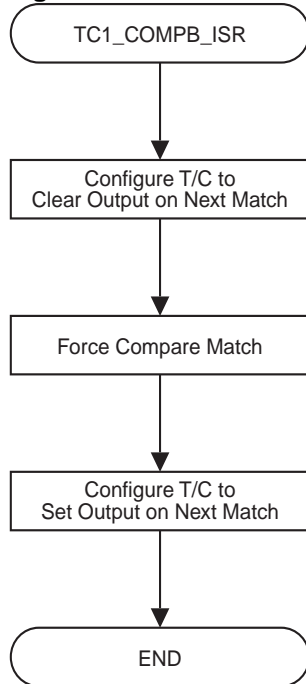 TC1_COMPB_ISR
Configure T/C to
Clear Output on Next Match
Force Compare Match
Configure T/C to
Set Output on Next Match
END